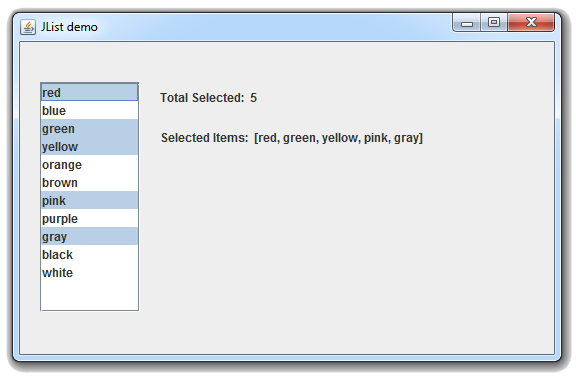 JList demo
red
blue
green
yellow
orange
brown
pink
purple
gray
black
white
Total Selected: 5
Selected Items: [red, green, yellow, pink, gray]